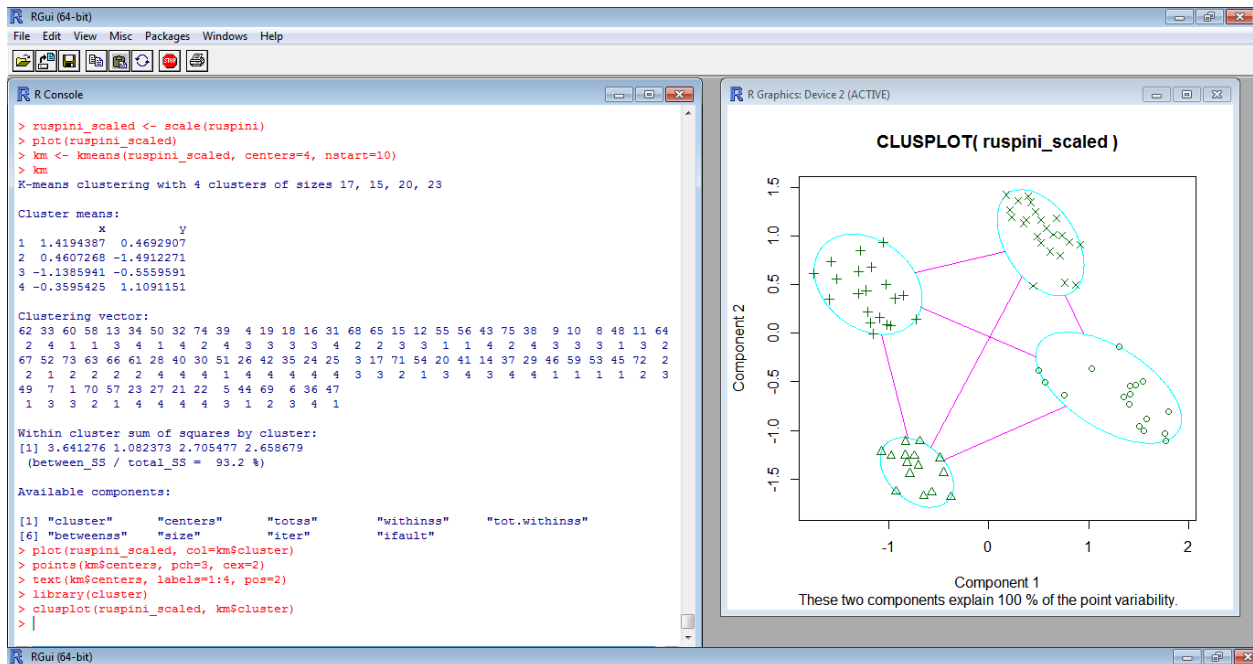 RGui (64-bit)
File Edit View Misc Packages Windows Help
STOP
R Console
> ruspini_scaled <- scale(ruspini)
> plot(ruspini_scaled)
> km <- kmeans(ruspini_scaled, centers=4, nstart=10)
> km
K-means clustering with 4 clusters of sizes 17, 15, 20, 23
Cluster means:
x y
1 1.4194387 0.4692907
2 0.4607268 -1.4912271
3 -1.1385941 -0.5559591
4 -0.3595425 1.1091151
Clustering vector:
62 33 60 58 13 34 50 32 74 39 4 19 18 16 31 68 65 15 12 55 56 43 75 38 9 10 8 48 11 64
2 4 1 1 3 4 1 4 2 4 3 3 3 3 4 2 2 3 3 1 1 4 2 4 3 3 3 1 3 2
67 52 73 63 66 61 28 40 30 51 26 42 35 24 25 3 17 71 54 20 41 14 37 29 46 59 53 45 72 2
2 1 2 2 2 2 4 4 4 1 4 4 4 4 4 3 3 2 1 3 4 3 4 4 1 1 1 1 2 3
49 7 1 70 57 23 27 21 22 5 44 69 6 36 47
1 3 3 2 1 4 4 4 4 3 1 2 3 4 1
Within cluster sum of squares by cluster:
[1] 3.641276 1.082373 2.705477 2.658679
(between_SS / total_SS = 93.2 %)
Available components:
[1] "cluster" "centers" "totss" "withinss" "tot.withinss"
[6] "betweenss" "size" "iter" "ifault"
> plot(ruspini_scaled, col=km$cluster)
> points(km$centers, pch=3, cex=2)
> text(km$centers, labels=1:4, pos=2)
> library(cluster)
> clusplot(ruspini_scaled, km$cluster)
>
R Graphics: Device 2 (ACTIVE)
CLUSPLOT( ruspini_scaled )
1.5
1.0
0.5
0.0
-0.5
-1.0
-1.5
Component 2
-1 0 1 2
Component 1
These two components explain 100 % of the point variability.
RGui (64-bit)